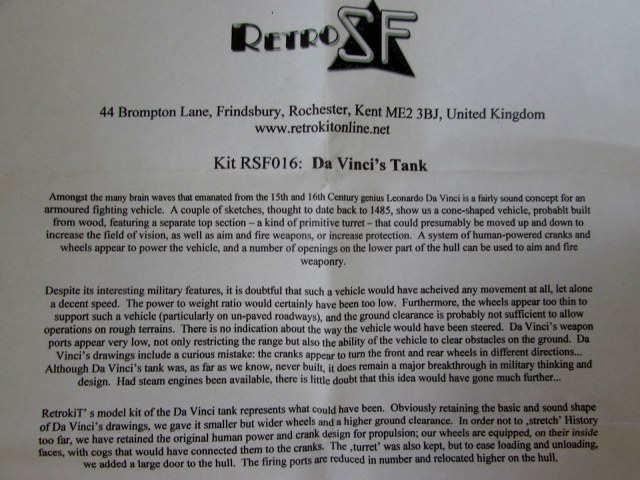 RETRO SF
44 Brompton Lane, Frindsbury, Rochester, Kent ME2 3BJ, United Kingdom
www.retrokitonline.net
Kit RSF016: Da Vinci's Tank
Amongst the many brain waves that emanated from the 15th and 16th Century genius Leonardo Da Vinci is a fairly sound concept for an
armoured fighting vehicle. A couple of sketches, thought to date back to 1485, show us a cone-shaped vehicle, probablt built
from wood, featuring a separate top section – a kind of primitive turret – that could presumably be moved up and down to
increase the field of vision, as well as aim and fire weapons, or increase protection. A system of human-powered cranks and
wheels appear to power the vehicle, and a number of openings on the lower part of the hull can be used to aim and fire
weaponry.
Despite its interesting military features, it is doubtful that such a vehicle would have acheived any movement at all, let alone
a decent speed. The power to weight ratio would certainly have been too low. Furthermore, the wheels appear too thin to
support such a vehicle (particularly on un-paved roadways), and the ground clearance is probably not sufficient to allow
operations on rough terrains. There is no indication about the way the vehicle would have been steered. Da Vinci's weapon
ports appear very low, not only restricting the range but also the ability of the vehicle to clear obstacles on the ground. Da
Vinci's drawings include a curious mistake: the cranks appear to turn the front and rear wheels in different directions...
Although Da Vinci's tank was, as far as we know, never built, it does remain a major breakthrough in military thinking and
design. Had steam engines been available, there is little doubt that this idea would have gone much further...
RetrokiT' s model kit of the Da Vinci tank represents what could have been. Obviously retaining the basic and sound shape
of Da Vinci's drawings, we gave it smaller but wider wheels and a higher ground clearance. In order not to ‚stretch' History
too far, we have retained the original human power and crank design for propulsion; our wheels are equipped, on their inside
faces, with cogs that would have connected them to the cranks. The ‚turret' was also kept, but to ease loading and unloading,
we added a large door to the hull. The firing ports are reduced in number and relocated higher on the hull.